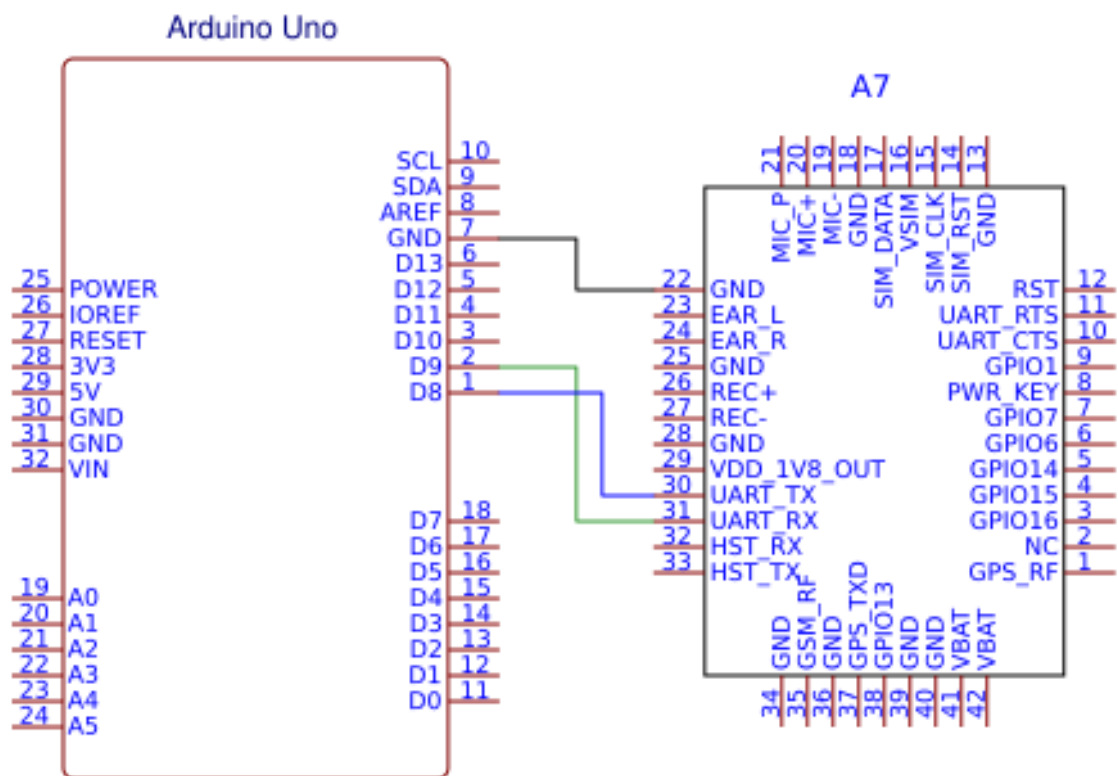 Arduino Uno
SCL 10
SDA 9
AREF 8
GND 7
D13 6
D12 5
D11 4
D10 3
D9 2
D8 1
25 POWER
26 IOREF
27 RESET
28 3V3
29 5V
30 GND
31 GND
32 VIN
D7 18
D6 17
D5 16
D4 15
D3 14
D2 13
D1 12
D0 11
19 A0
20 A1
21 A2
22 A3
23 A4
24 A5
A7
21 MIC_P
20 MIC+
19 MIC-
18 GND
17 SIM_DATA
16 VSIM
15 SIM_CLK
14 SIM_RST
13 GND
22 GND
23 EAR_L
24 EAR_R
25 GND
26 REC+
27 REC-
28 GND
29 VDD_1V8_OUT
30 UART_TX
31 UART_RX
32 HST_RX
33 HST_TX
RST 12
UART_RTS 11
UART_CTS 10
GPIO1 9
PWR_KEY 8
GPIO7 7
GPIO6 6
GPIO14 5
GPIO15 4
GPIO16 3
NC 2
GPS_RF 1
34 GND
35 GSM_RF
36 GND
37 GPS_TXD
38 GPIO13
39 GND
40 GND
41 VBAT
42 VBAT